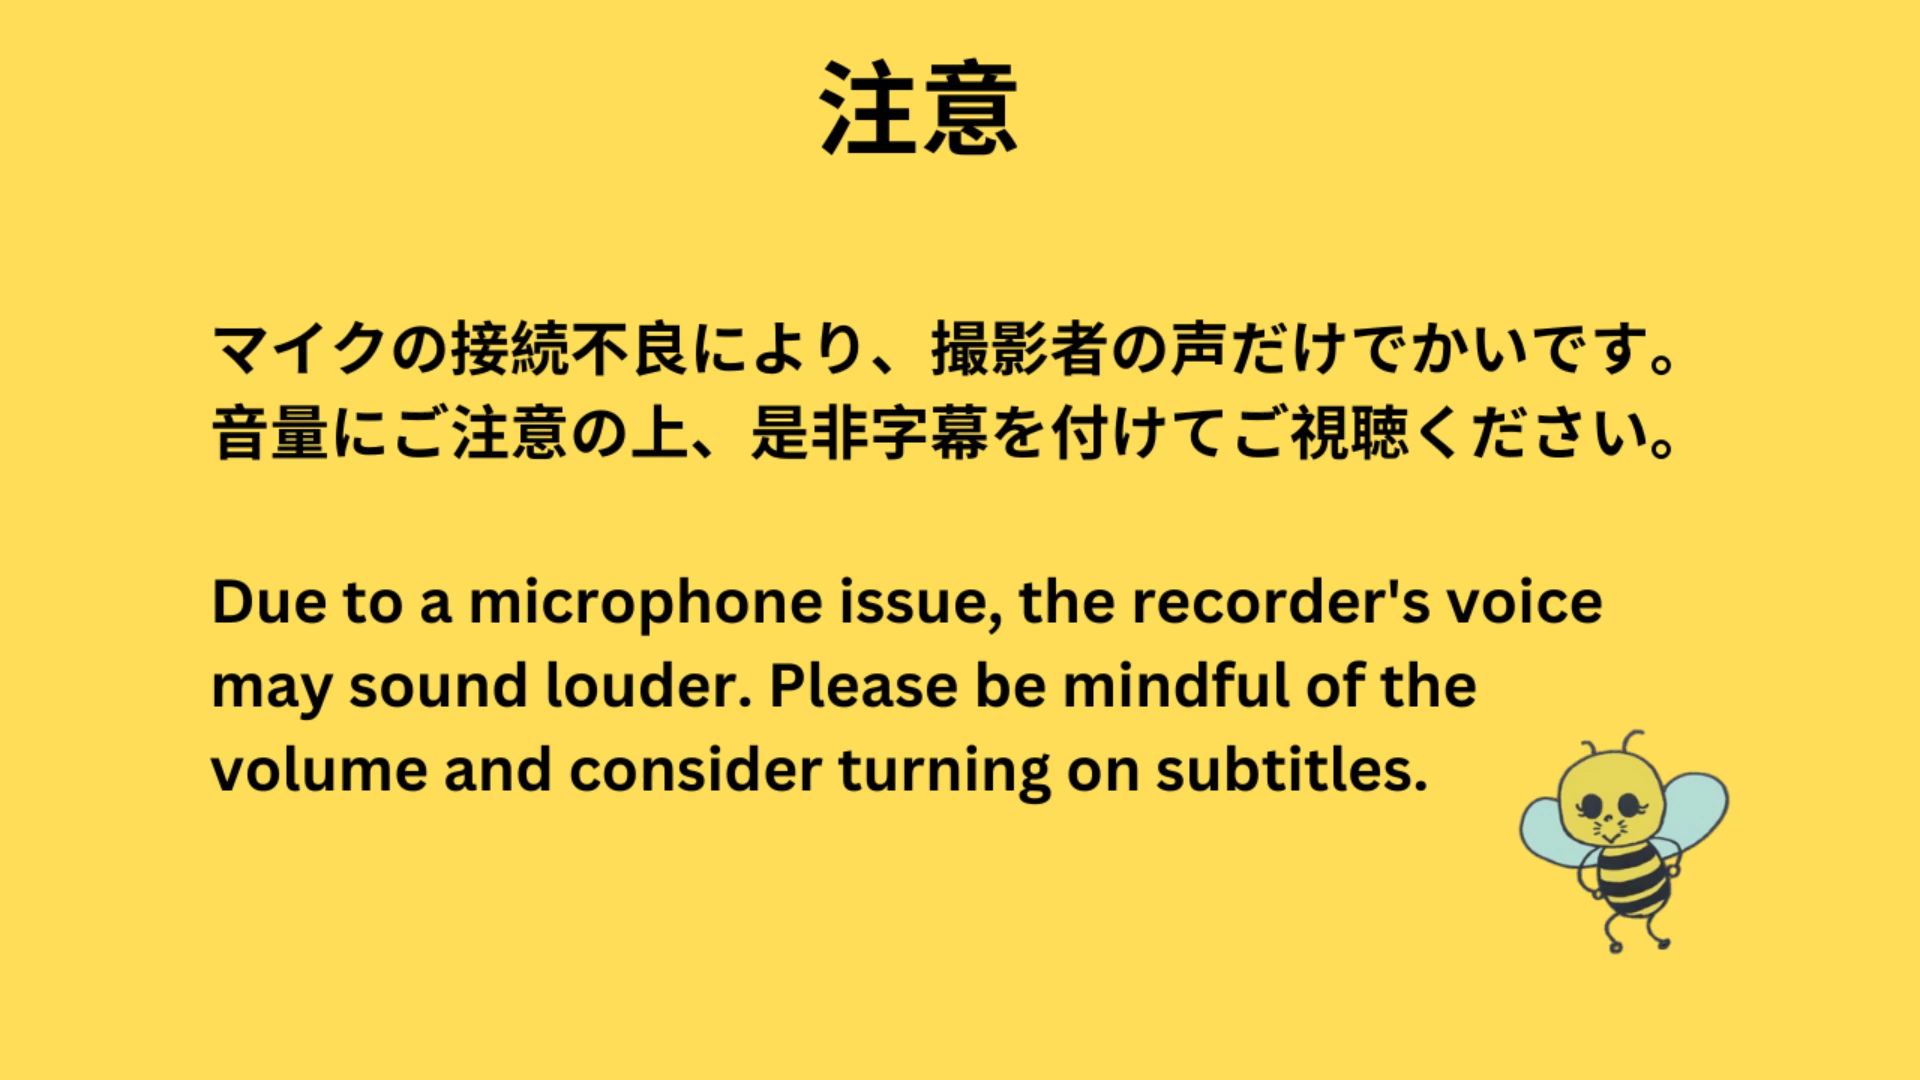 注意
マイクの接続不良により、撮影者の声だけでかいです。
音量にご注意の上、是非字幕を付けてご視聴ください。
Due to a microphone issue, the recorder's voice
may sound louder. Please be mindful of the
volume and consider turning on subtitles.